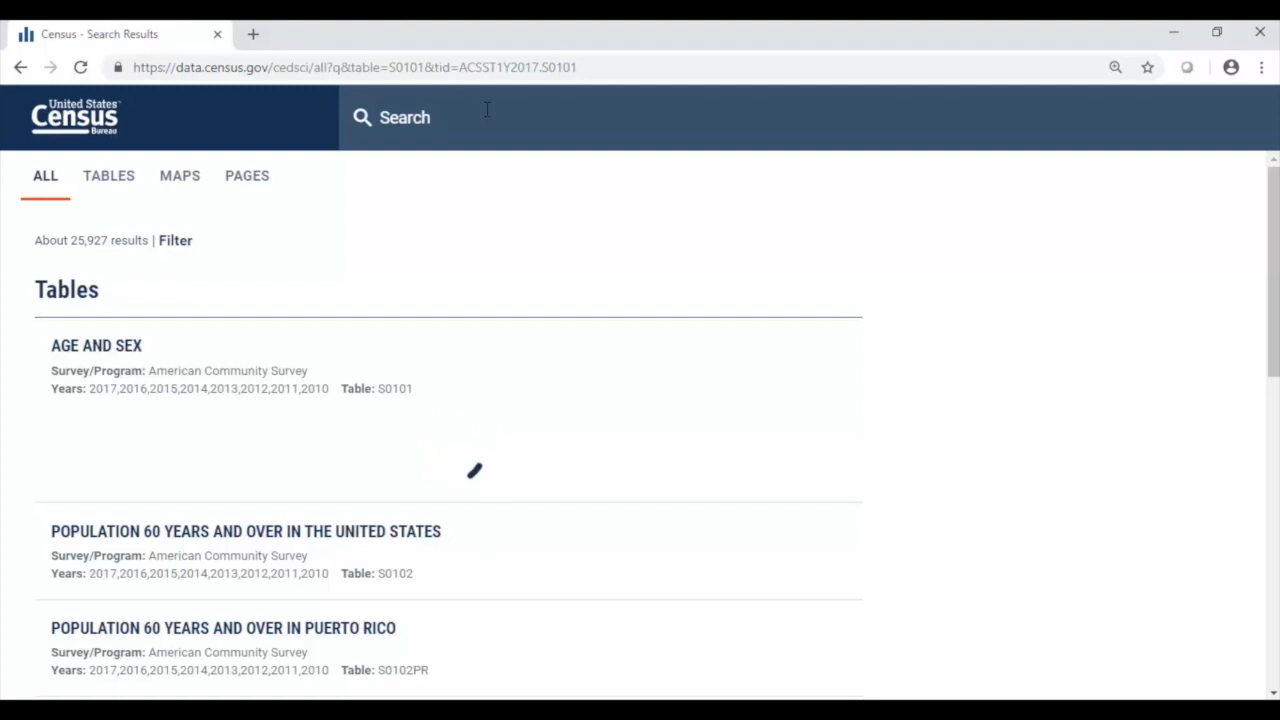 Census - Search Results
https://data.census.gov/cedsci/all?q&table=S0101&tid=ACSST1Y2017.S0101
United States
Census
Bureau
Search
ALL TABLES MAPS PAGES
About 25,927 results | Filter
Tables
AGE AND SEX
Survey/Program: American Community Survey
Years: 2017,2016,2015,2014,2013,2012,2011,2010 Table: S0101
POPULATION 60 YEARS AND OVER IN THE UNITED STATES
Survey/Program: American Community Survey
Years: 2017,2016,2015,2014,2013,2012,2011,2010 Table: S0102
POPULATION 60 YEARS AND OVER IN PUERTO RICO
Survey/Program: American Community Survey
Years: 2017,2016,2015,2014,2013,2012,2011,2010 Table: S0102PR